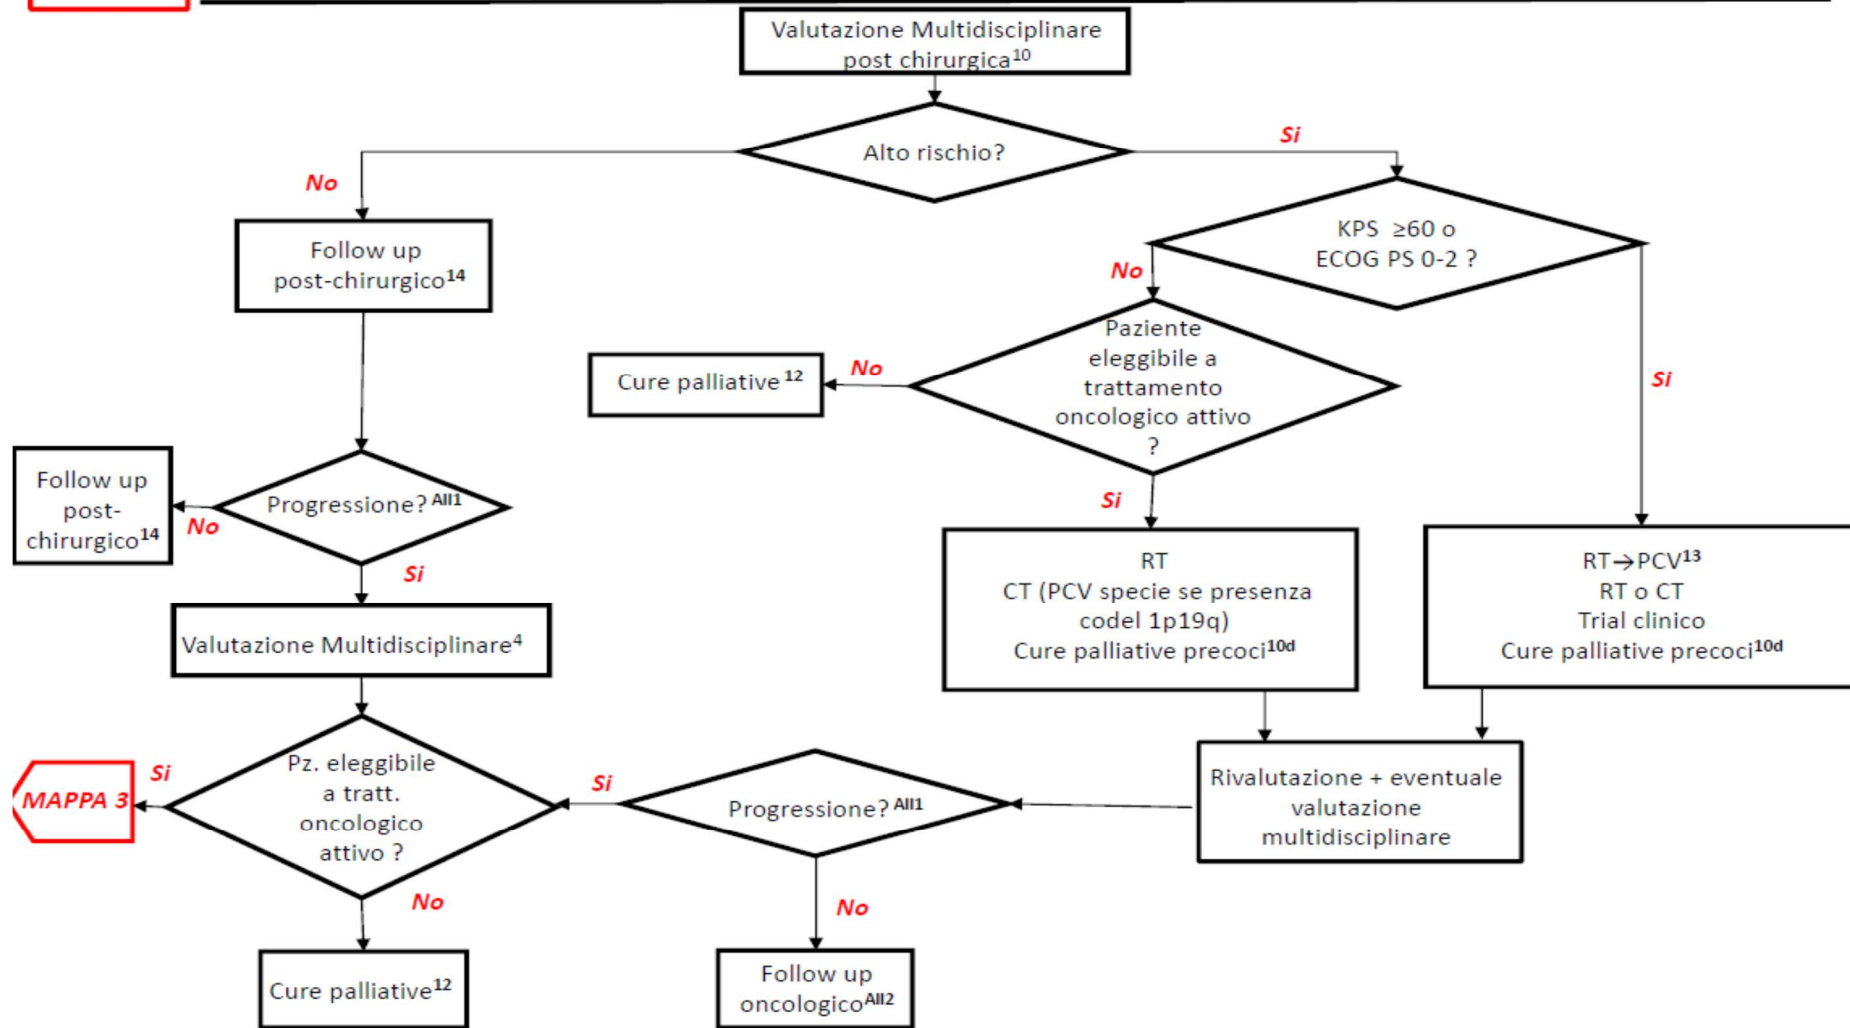 Valutazione Multidisciplinare
post chirurgica¹⁰
Alto rischio?
Si
No
KPS ≥60 o
ECOG PS 0-2 ?
Follow up
post-chirurgico¹⁴
No
Si
Paziente
eleggibile a
trattamento
oncologico attivo
?
No
Cure palliative ¹²
Follow up
post-
chirurgico¹⁴
No
Progressione? All1
Si
Si
RT
CT (PCV specie se presenza
codel 1p19q)
Cure palliative precoci¹⁰ᵈ
RT→PCV¹³
RT o CT
Trial clinico
Cure palliative precoci¹⁰ᵈ
Valutazione Multidisciplinare⁴
MAPPA 3
Si
Pz. eleggibile
a tratt.
oncologico
attivo ?
Si
Progressione? All1
Rivalutazione + eventuale
valutazione
multidisciplinare
No
No
Cure palliative¹²
Follow up
oncologicoAll2